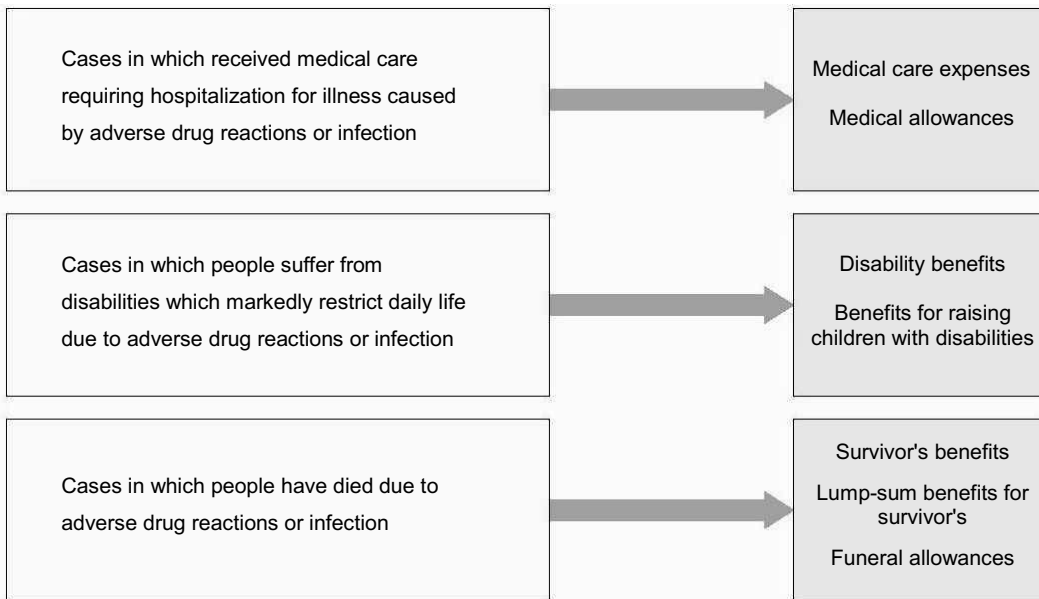 Cases in which received medical care
requiring hospitalization for illness caused
by adverse drug reactions or infection
Medical care expenses
Medical allowances
Cases in which people suffer from
disabilities which markedly restrict daily life
due to adverse drug reactions or infection
Disability benefits
Benefits for raising
children with disabilities
Cases in which people have died due to
adverse drug reactions or infection
Survivor's benefits
Lump-sum benefits for
survivor's
Funeral allowances